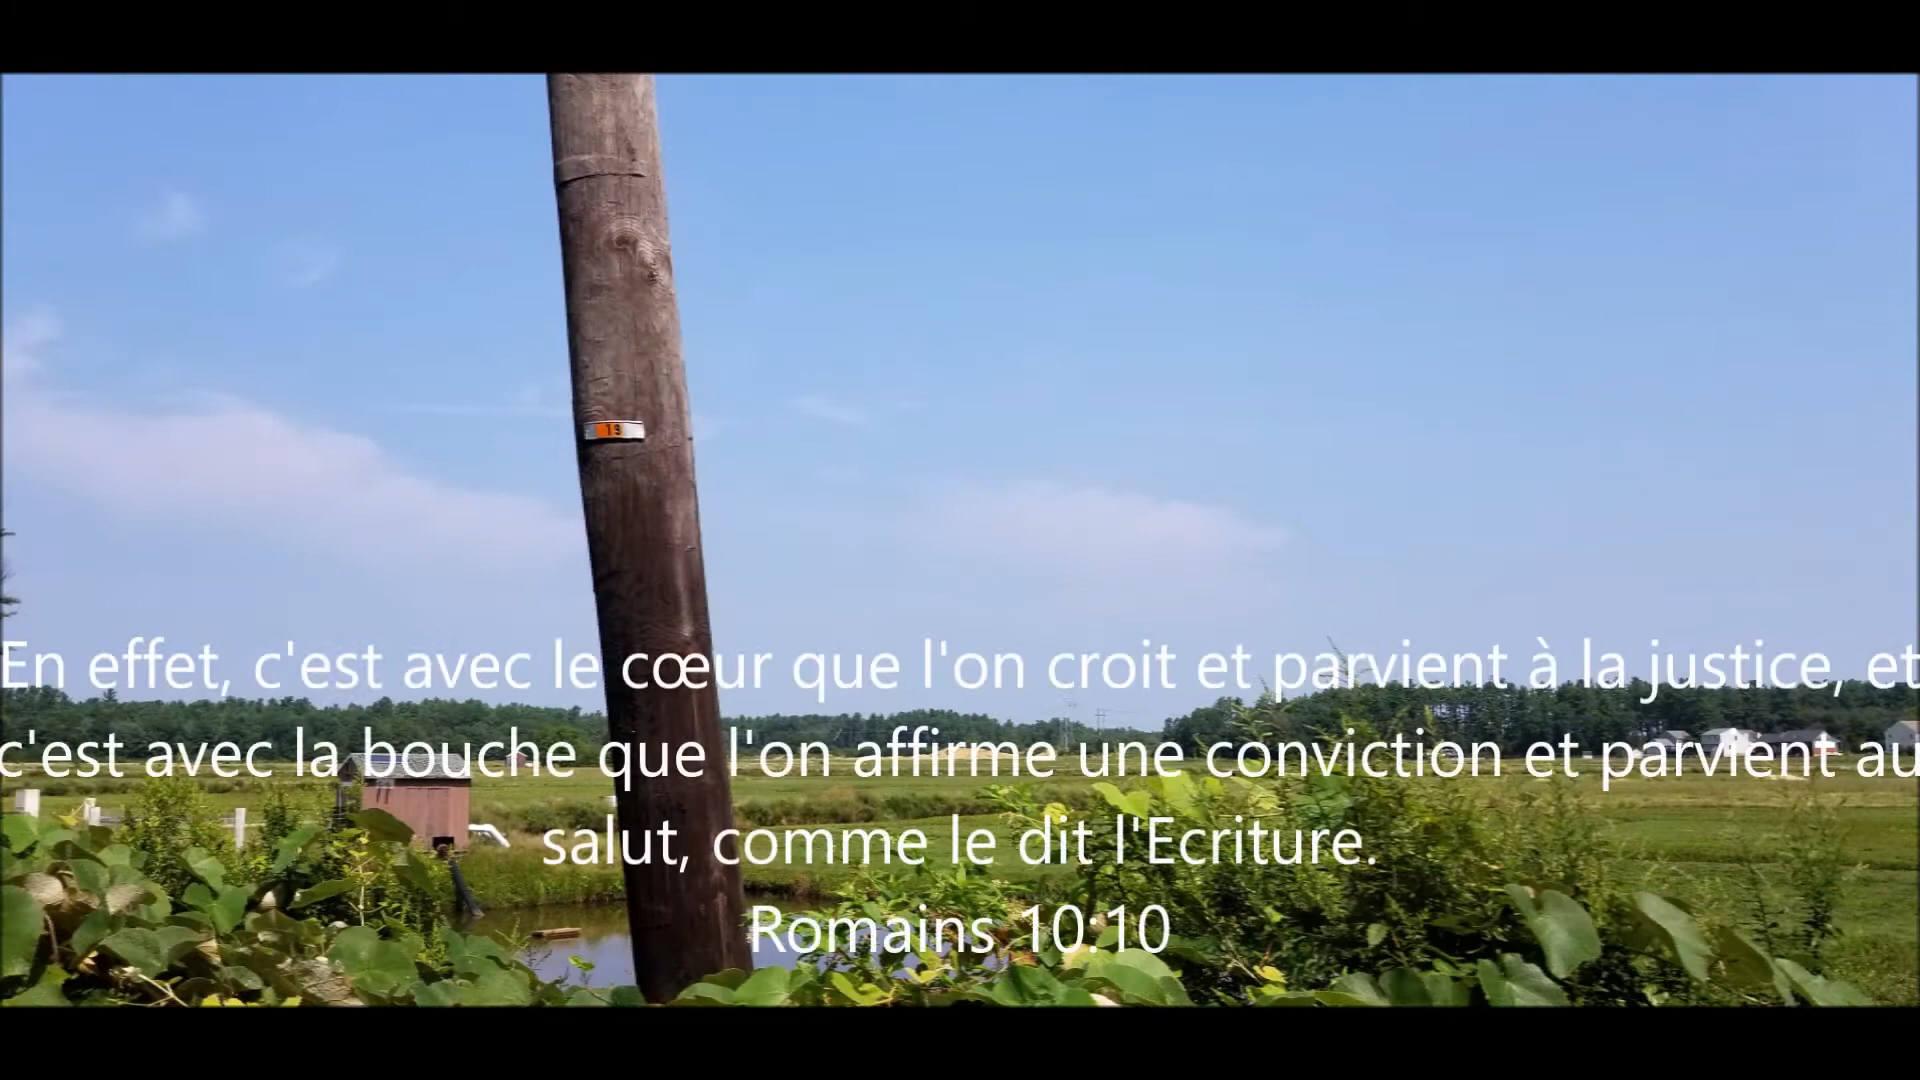 19
En effet, c'est avec le cœur que l'on croit et parvient à la justice, et
c'est avec la bouche que l'on affirme une conviction et parvient au
salut, comme le dit l'Ecriture.
Romains 10:10